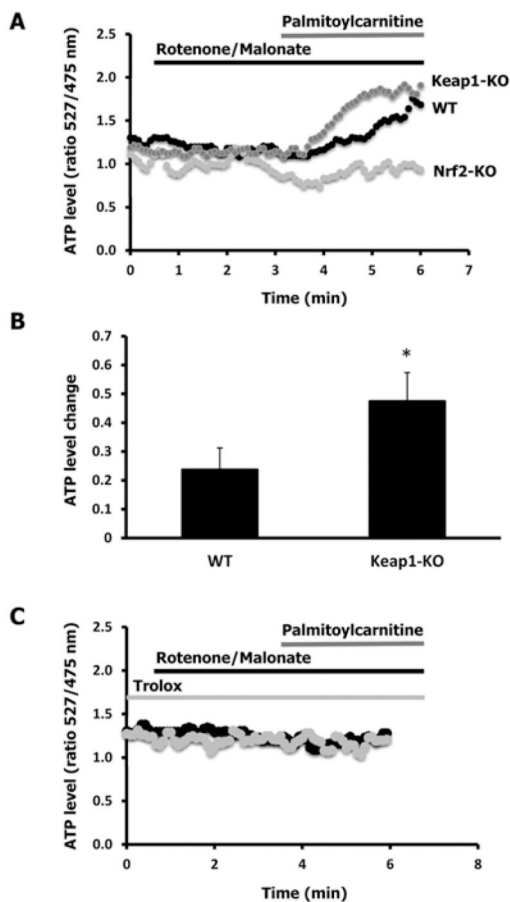 A
Palmitoylcarnitine
Rotenone/Malonate
Keap1-KO
WT
Nrf2-KO
ATP level (ratio 527/475 nm)
2.5
2.0
1.5
1.0
0.5
0.0
0 1 2 3 4 5 6 7
Time (min)
B
ATP level change
0.7
0.6
0.5
0.4
0.3
0.2
0.1
0
*
WT Keap1-KO
C
Palmitoylcarnitine
Rotenone/Malonate
Trolox
ATP level (ratio 527/475 nm)
2.5
2.0
1.5
1.0
0.5
0.0
0 2 4 6 8
Time (min)